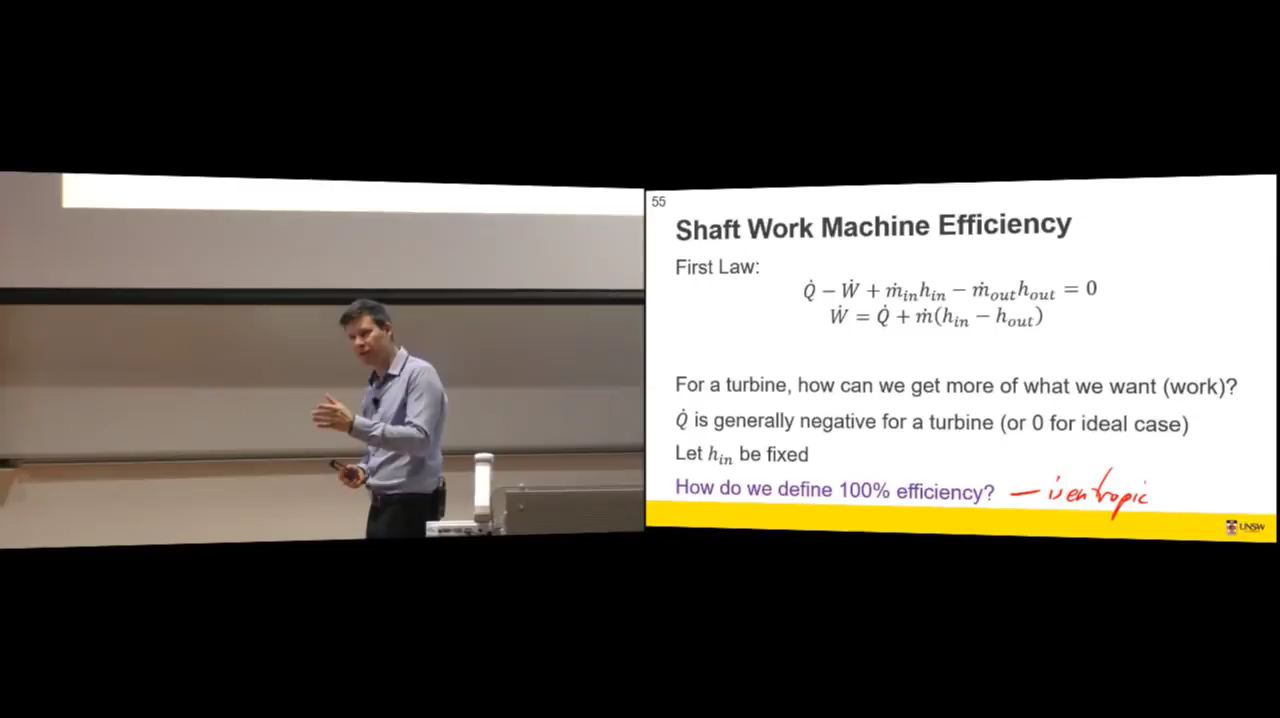 55
Shaft Work Machine Efficiency
First Law:
Q̇ − Ẇ + ṁ_in h_in − ṁ_out h_out = 0
Ẇ = Q̇ + ṁ(h_in − h_out)
For a turbine, how can we get more of what we want (work)?
Q̇ is generally negative for a turbine (or 0 for ideal case)
Let h_in be fixed
How do we define 100% efficiency? — isentropic
UNSW